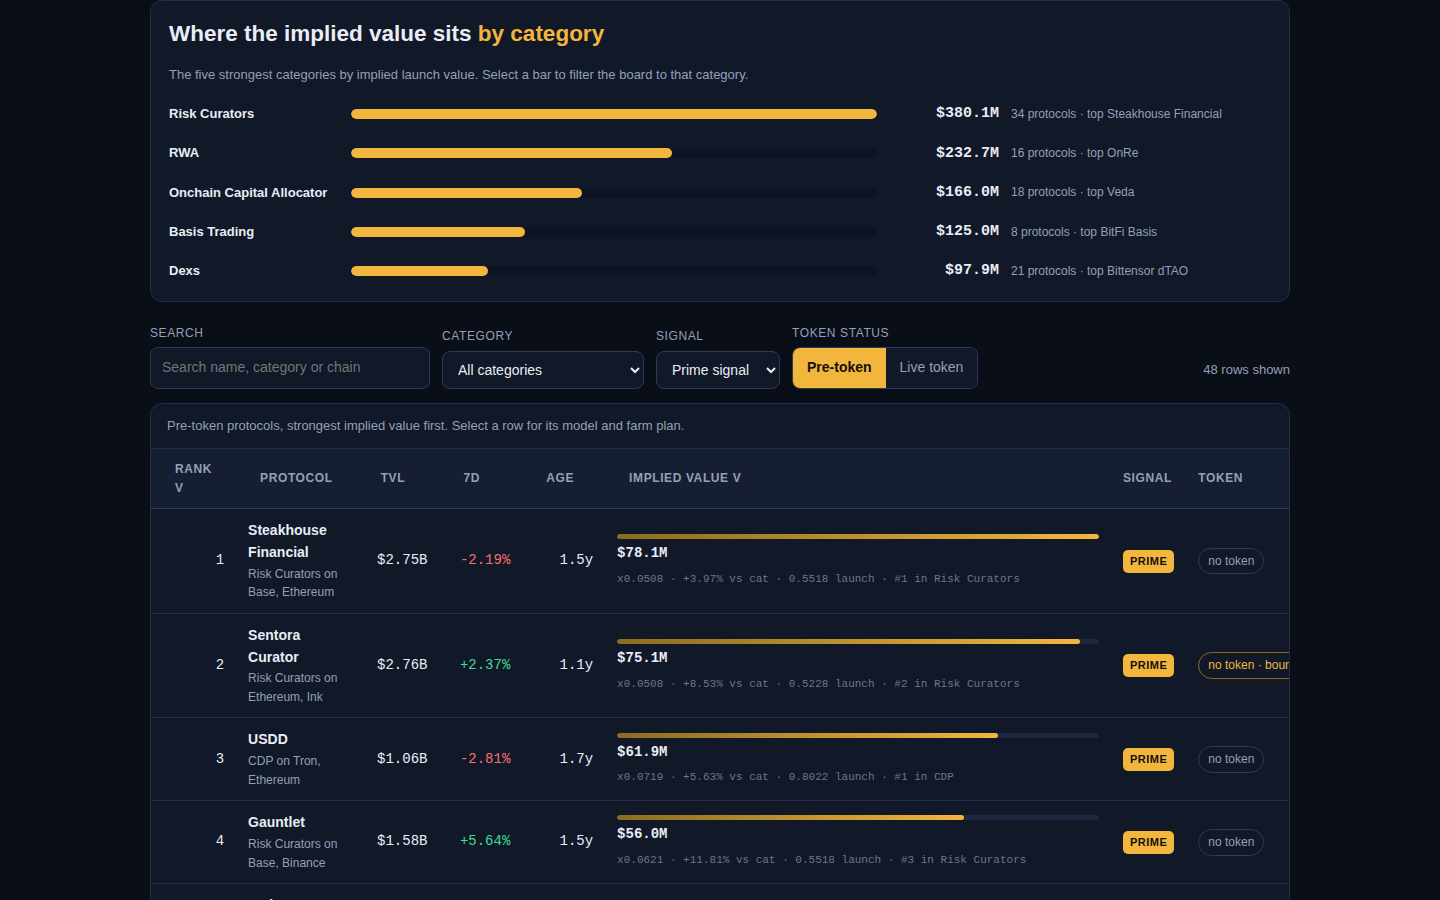 Where the implied value sits by category
The five strongest categories by implied launch value. Select a bar to filter the board to that category.
Risk Curators $380.1M 34 protocols · top Steakhouse Financial
RWA $232.7M 16 protocols · top OnRe
Onchain Capital Allocator $166.0M 18 protocols · top Veda
Basis Trading $125.0M 8 protocols · top BitFi Basis
Dexs $97.9M 21 protocols · top Bittensor dTAO
SEARCH CATEGORY SIGNAL TOKEN STATUS
Search name, category or chain All categories Prime signal Pre-token Live token 48 rows shown
Pre-token protocols, strongest implied value first. Select a row for its model and farm plan.
RANK V PROTOCOL TVL 7D AGE IMPLIED VALUE V SIGNAL TOKEN
Steakhouse
Financial
Risk Curators on
Base, Ethereum
1 $2.75B -2.19% 1.5y $78.1M PRIME no token
x0.0508 · +3.97% vs cat · 0.5518 launch · #1 in Risk Curators
Sentora
Curator
Risk Curators on
Ethereum, Ink
2 $2.76B +2.37% 1.1y $75.1M PRIME no token ·
x0.0508 · +8.53% vs cat · 0.5228 launch · #2 in Risk Curators
USDD
CDP on Tron,
Ethereum
3 $1.06B -2.81% 1.7y $61.9M PRIME no token
x0.0719 · +5.63% vs cat · 0.8022 launch · #1 in CDP
Gauntlet
Risk Curators on
Base, Binance
4 $1.58B +5.64% 1.5y $56.0M PRIME no token
x0.0621 · +11.81% vs cat · 0.5518 launch · #3 in Risk Curators